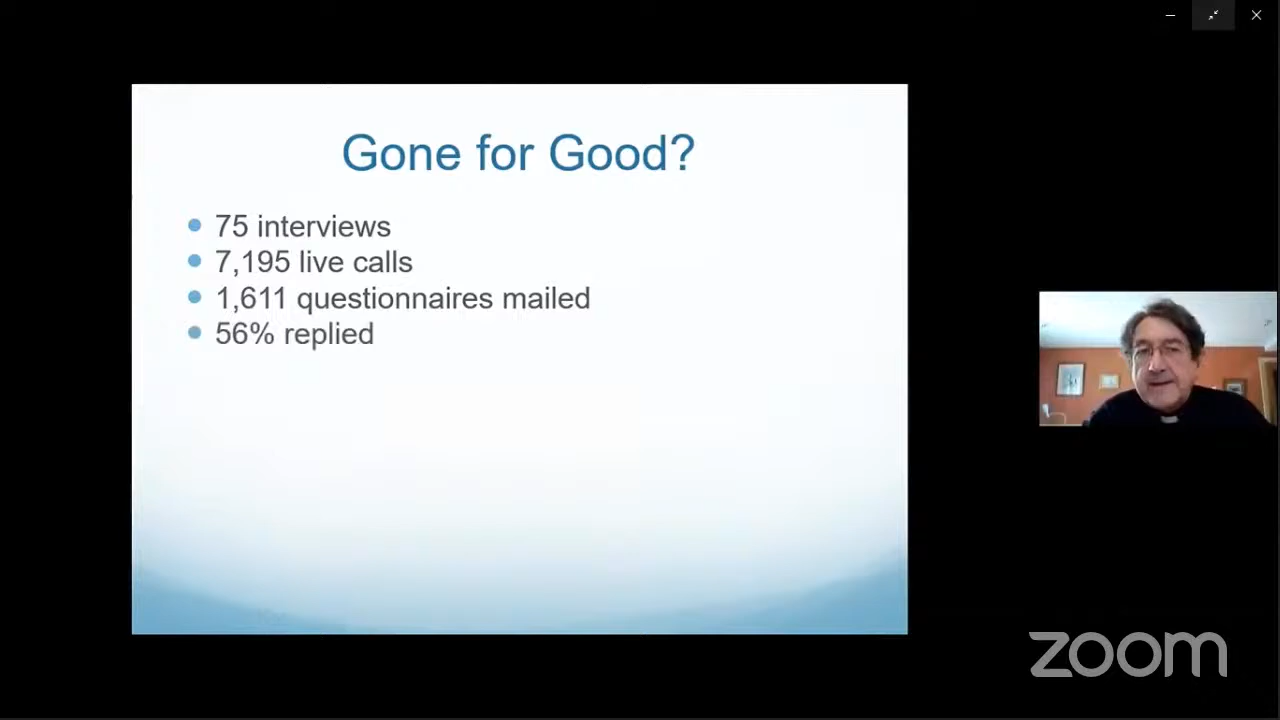 Gone for Good?
75 interviews
7,195 live calls
1,611 questionnaires mailed
56% replied
zoom